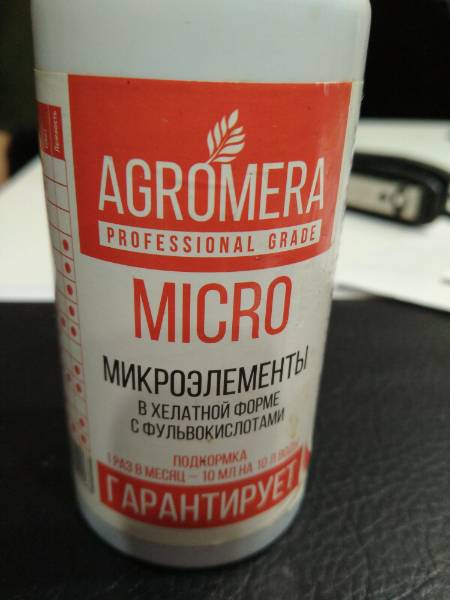 AGROMERA
PROFESSIONAL GRADE
MICRO
МИКРОЭЛЕМЕНТЫ
В ХЕЛАТНОЙ ФОРМЕ
С ФУЛЬВОКИСЛОТАМИ
ПОДКОРМКА
1 РАЗ В МЕСЯЦ – 10 МЛ НА 10 Л ВОДЫ
ГАРАНТИРУЕТ